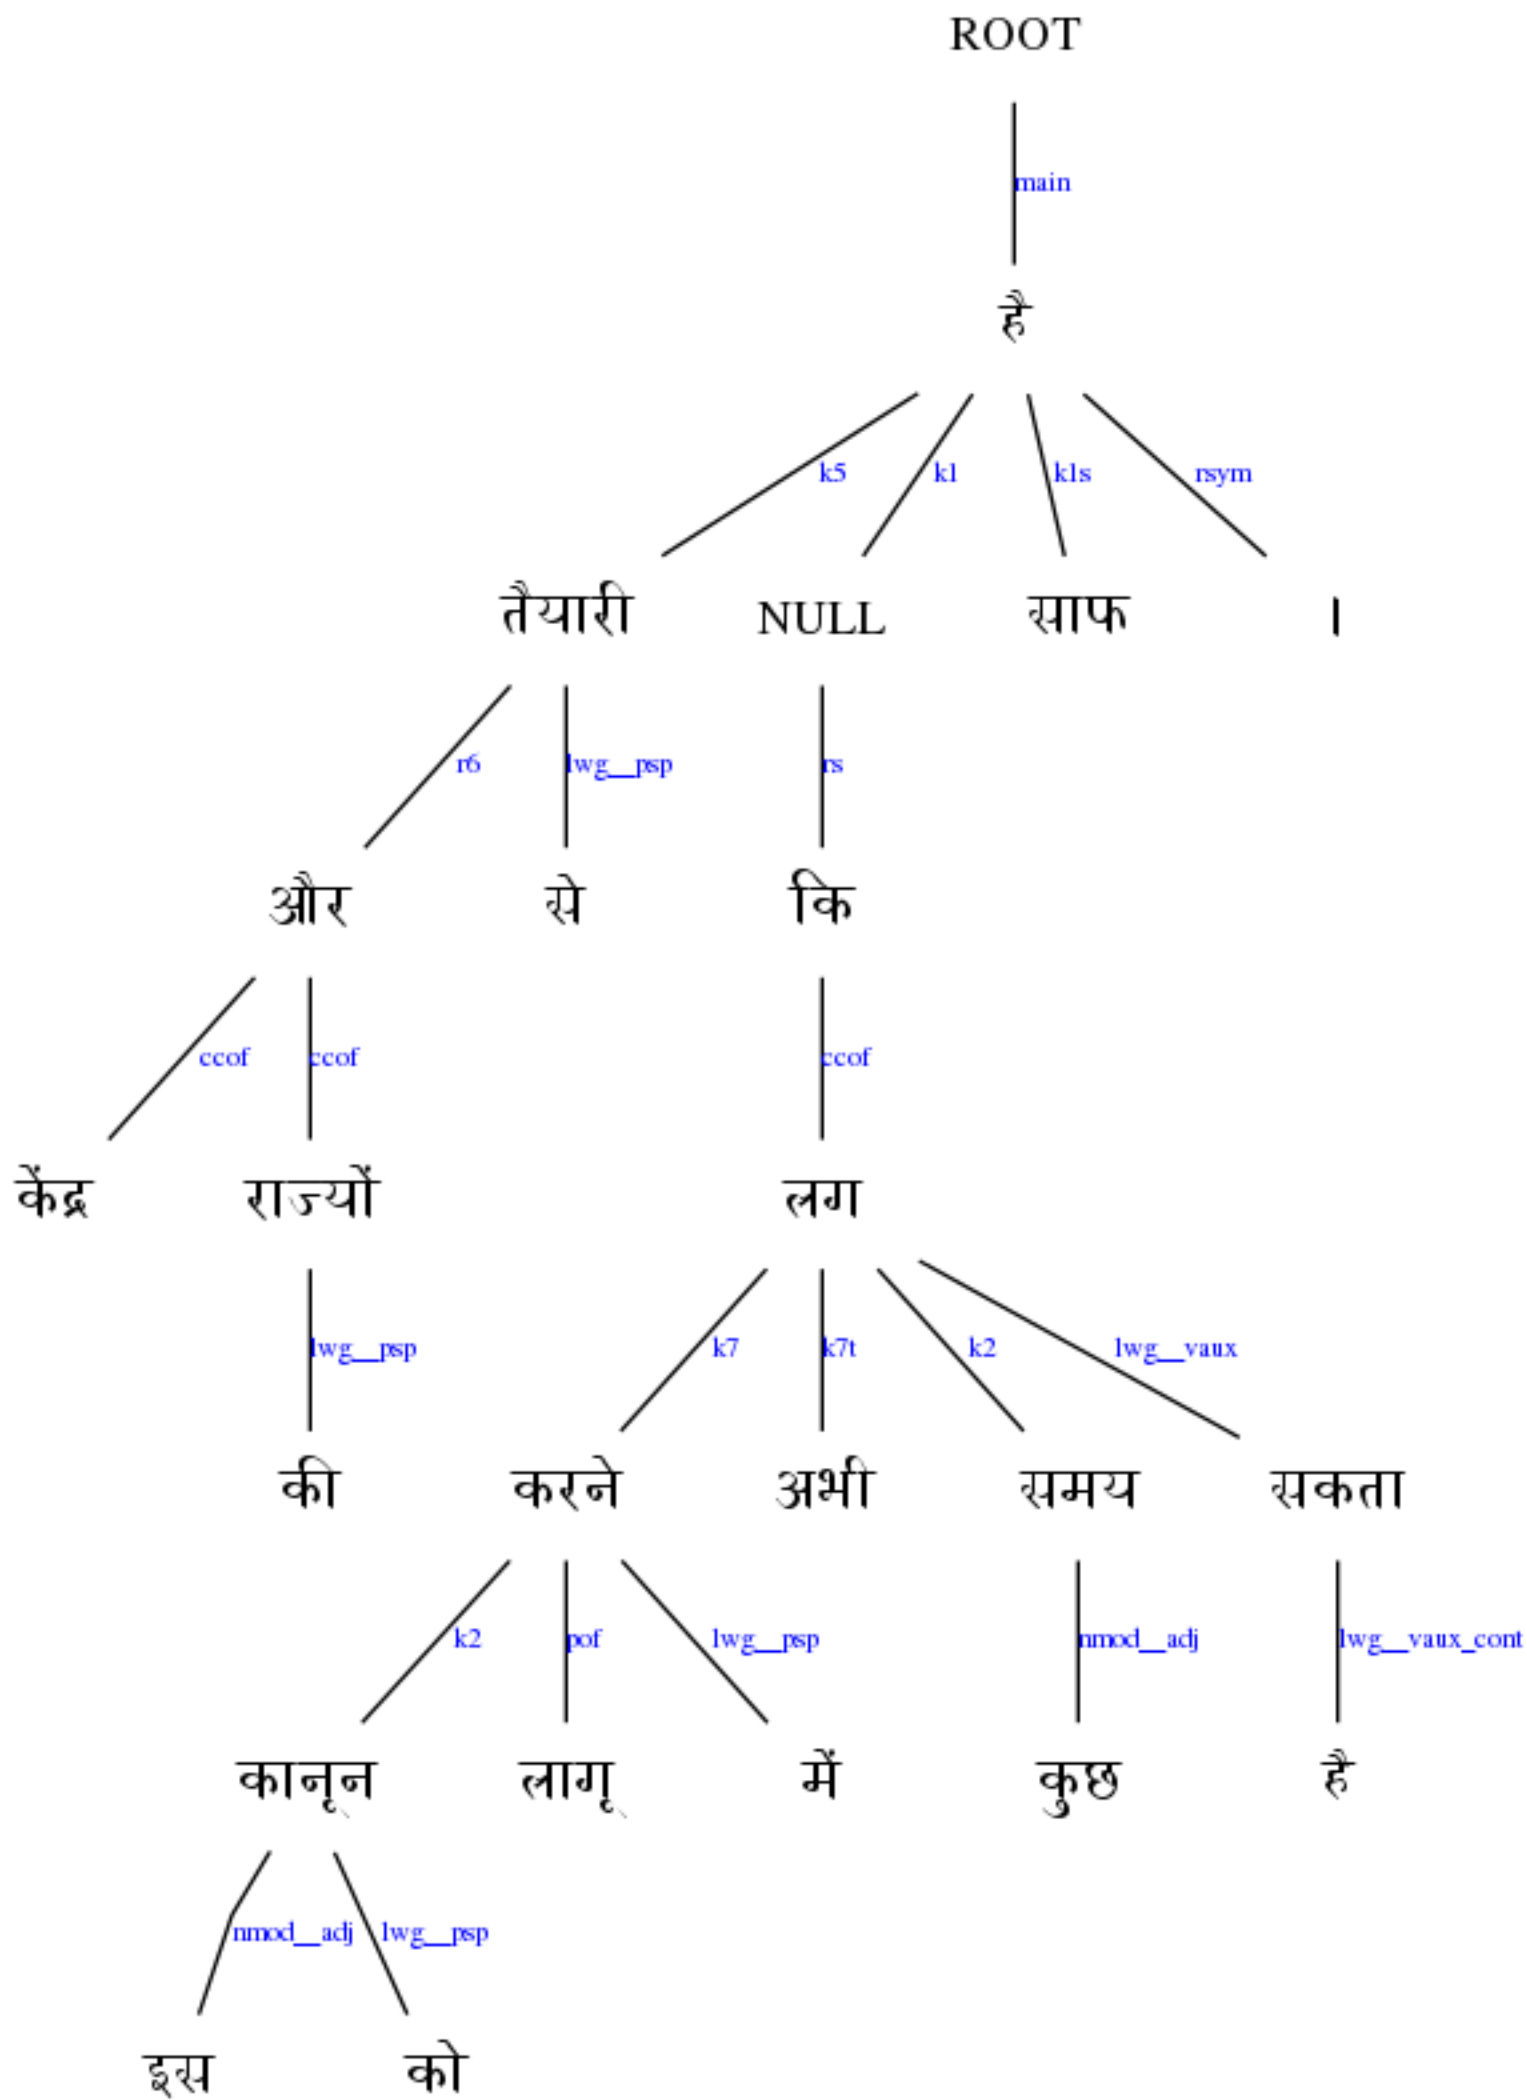 ROOT
main
है
k5 k1 k1s rsym
तैयारी NULL साफ ।
r6 lwg__psp rs
और से कि
ccof ccof ccof
केंद्र राज्यों लग
lwg__psp k7 k7t k2 lwg__vaux
की करने अभी समय सकता
k2 pof lwg__psp nmod__adj lwg__vaux_cont
कानून लागू में कुछ है
nmod__adj lwg__psp
इस को